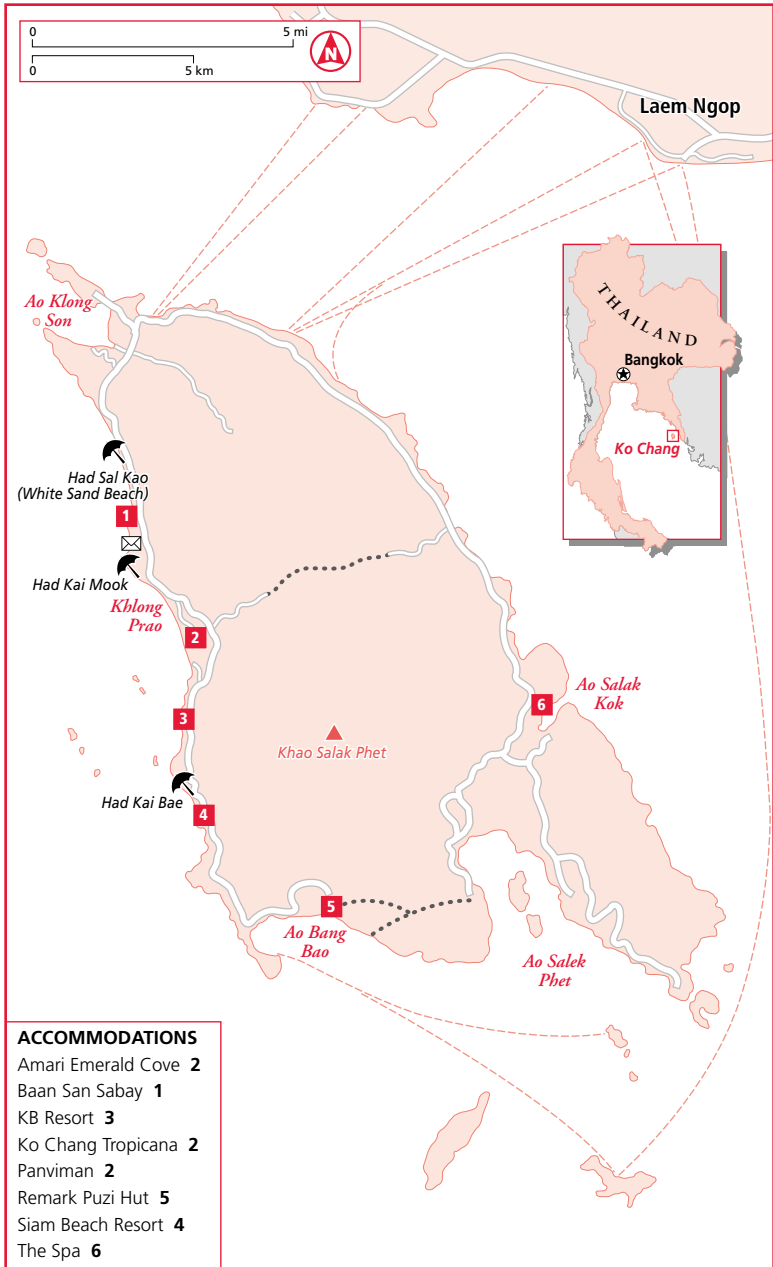 0 5 mi
0 5 km
N
Laem Ngop
THAILAND
Bangkok
Ko Chang
Ao Klong
Son
Had Sal Kao
(White Sand Beach)
1
Had Kai Mook
Khlong
Prao
2
Ao Salak
Kok
6
3
Khao Salak Phet
Had Kai Bae
4
5
Ao Bang
Bao
Ao Salek
Phet
ACCOMMODATIONS
Amari Emerald Cove 2
Baan San Sabay 1
KB Resort 3
Ko Chang Tropicana 2
Panviman 2
Remark Puzi Hut 5
Siam Beach Resort 4
The Spa 6